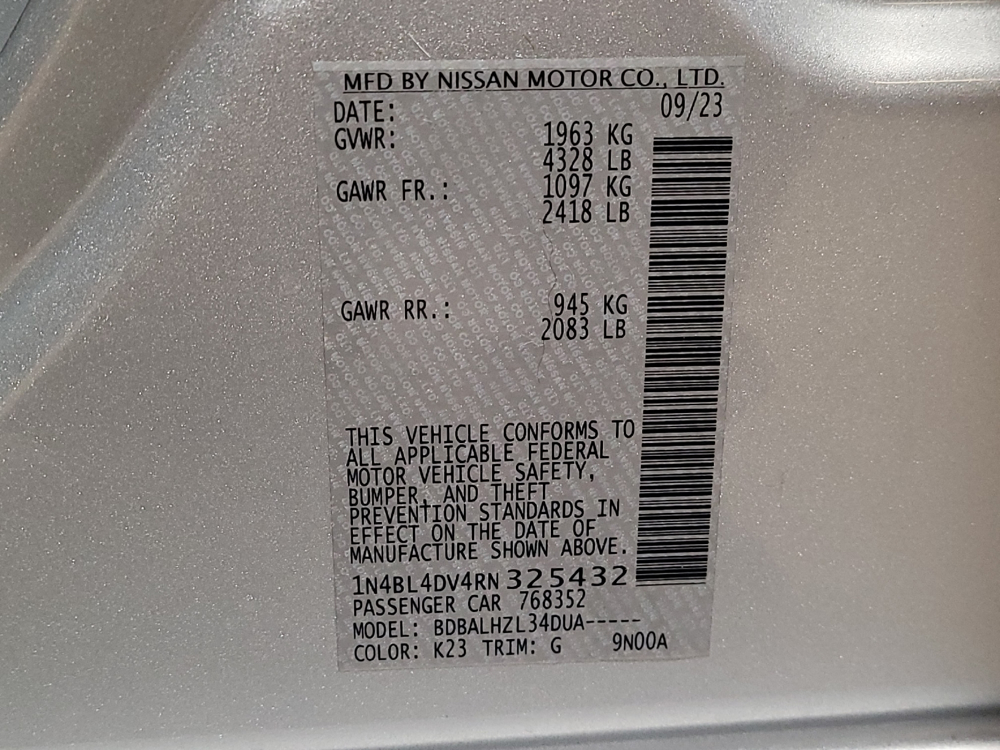 MFD BY NISSAN MOTOR CO., LTD.
DATE: 09/23
GVWR: 1963 KG
4328 LB
GAWR FR.: 1097 KG
2418 LB
GAWR RR.: 945 KG
2083 LB
THIS VEHICLE CONFORMS TO
ALL APPLICABLE FEDERAL
MOTOR VEHICLE SAFETY,
BUMPER, AND THEFT
PREVENTION STANDARDS IN
EFFECT ON THE DATE OF
MANUFACTURE SHOWN ABOVE.
1N4BL4DV4RN 325432
PASSENGER CAR 768352
MODEL: BDBALHZL34DUA-----
COLOR: K23 TRIM: G 9N00A